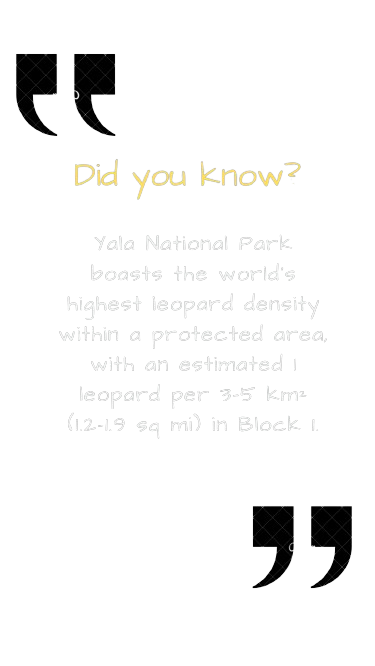 Did you know?
Yala National Park
boasts the world's
highest leopard density
within a protected area,
with an estimated 1
leopard per 3-5 km²
(1.2-1.9 sq mi) in Block 1.